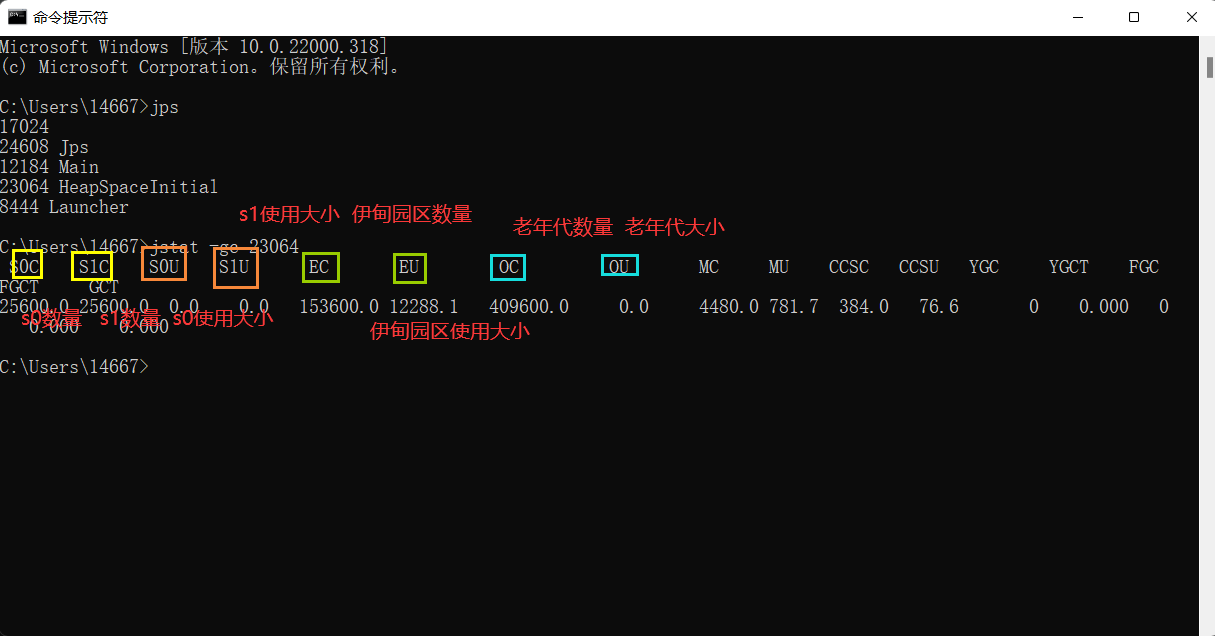 命令提示符
Microsoft Windows [版本 10.0.22000.318]
(c) Microsoft Corporation。保留所有权利。
C:\Users\14667>jps
17024
24608 Jps
12184 Main
23064 HeapSpaceInitial
8444 Launcher
s1使用大小 伊甸园区数量
老年代数量 老年代大小
C:\Users\14667>jstat -gc 23064
S0C S1C S0U S1U EC EU OC OU MC MU CCSC CCSU YGC YGCT FGC
FGCT GCT
25600.0 25600.0 0.0 0.0 153600.0 12288.1 409600.0 0.0 4480.0 781.7 384.0 76.6 0 0.000 0
s0数量 s1数量 s0使用大小
0.000 0.000
伊甸园区使用大小
C:\Users\14667>